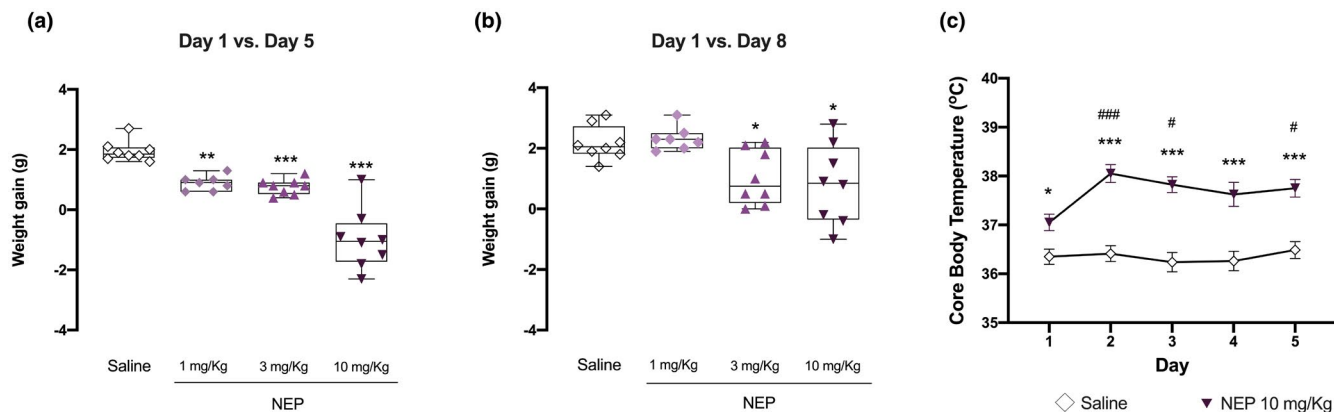 (a)
Day 1 vs. Day 5
Weight gain (g)
4
2
0
-2
-4
**
***
***
Saline
1 mg/Kg
3 mg/Kg
10 mg/Kg
NEP
(b)
Day 1 vs. Day 8
Weight gain (g)
4
2
0
-2
-4
*
*
Saline
1 mg/Kg
3 mg/Kg
10 mg/Kg
NEP
(c)
Core Body Temperature (ºC)
40
39
38
37
36
35
*
###
***
#
***
***
#
***
1 2 3 4 5
Day
Saline
NEP 10 mg/Kg